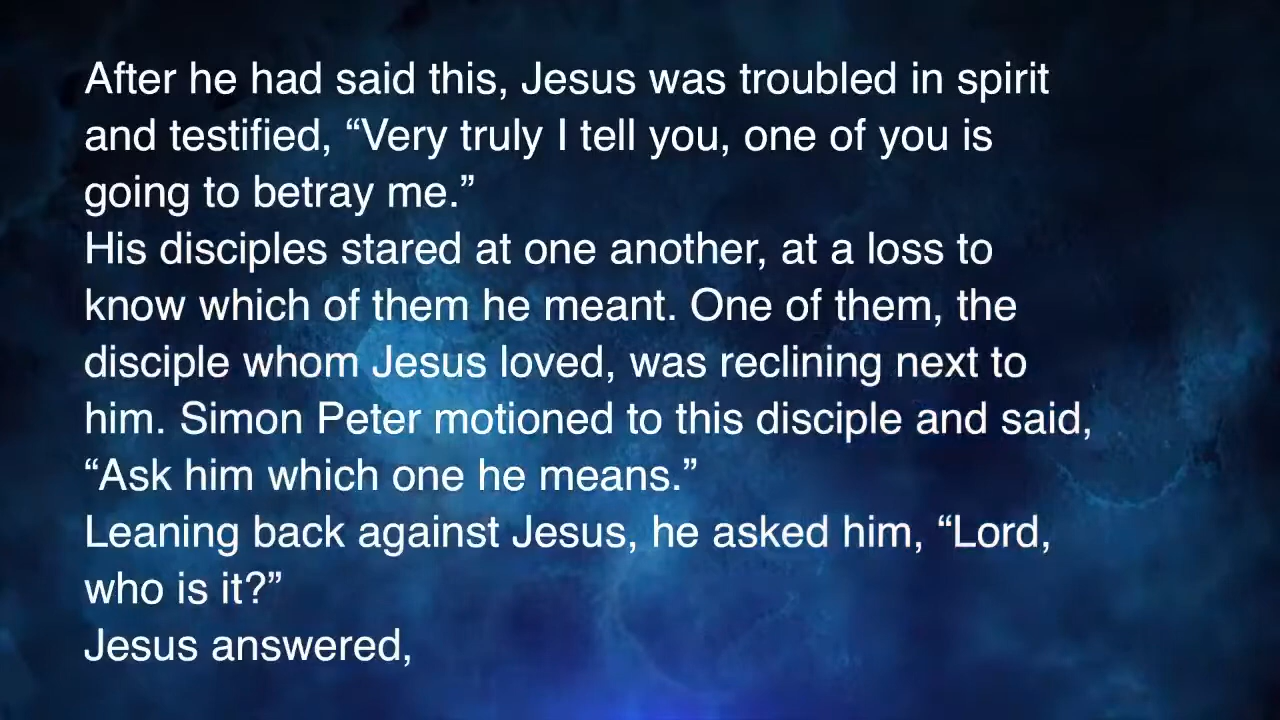 After he had said this, Jesus was troubled in spirit
and testified, “Very truly I tell you, one of you is
going to betray me.”
His disciples stared at one another, at a loss to
know which of them he meant. One of them, the
disciple whom Jesus loved, was reclining next to
him. Simon Peter motioned to this disciple and said,
“Ask him which one he means.”
Leaning back against Jesus, he asked him, “Lord,
who is it?”
Jesus answered,